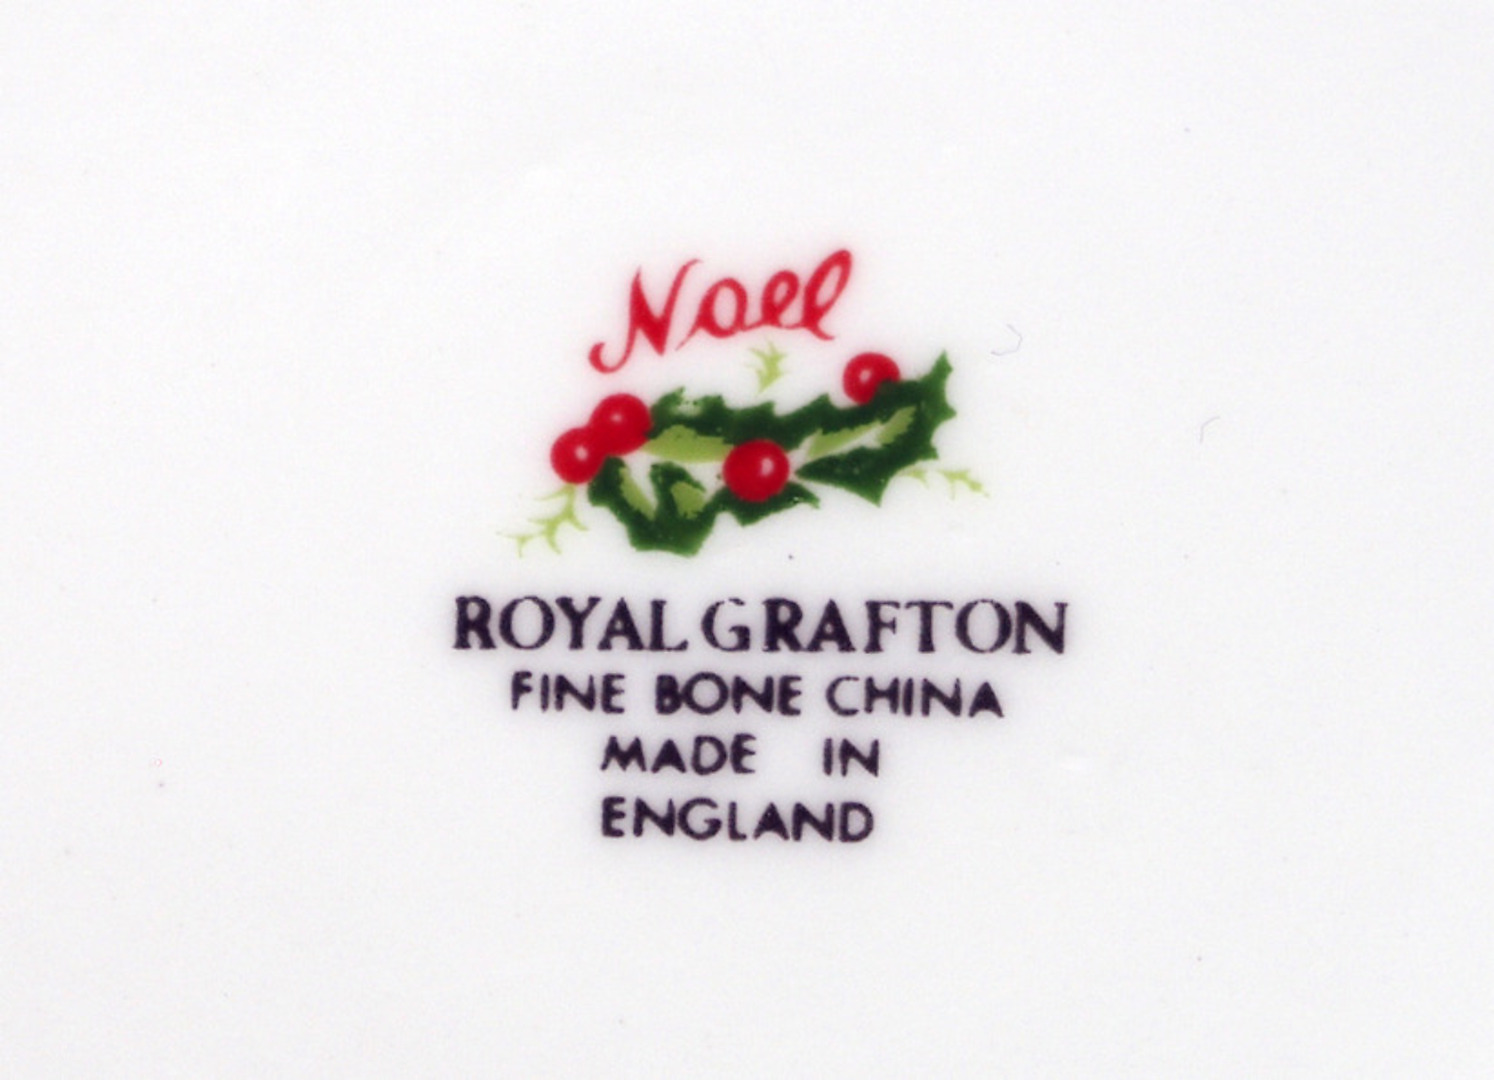 Noel
ROYAL GRAFTON
FINE BONE CHINA
MADE IN
ENGLAND